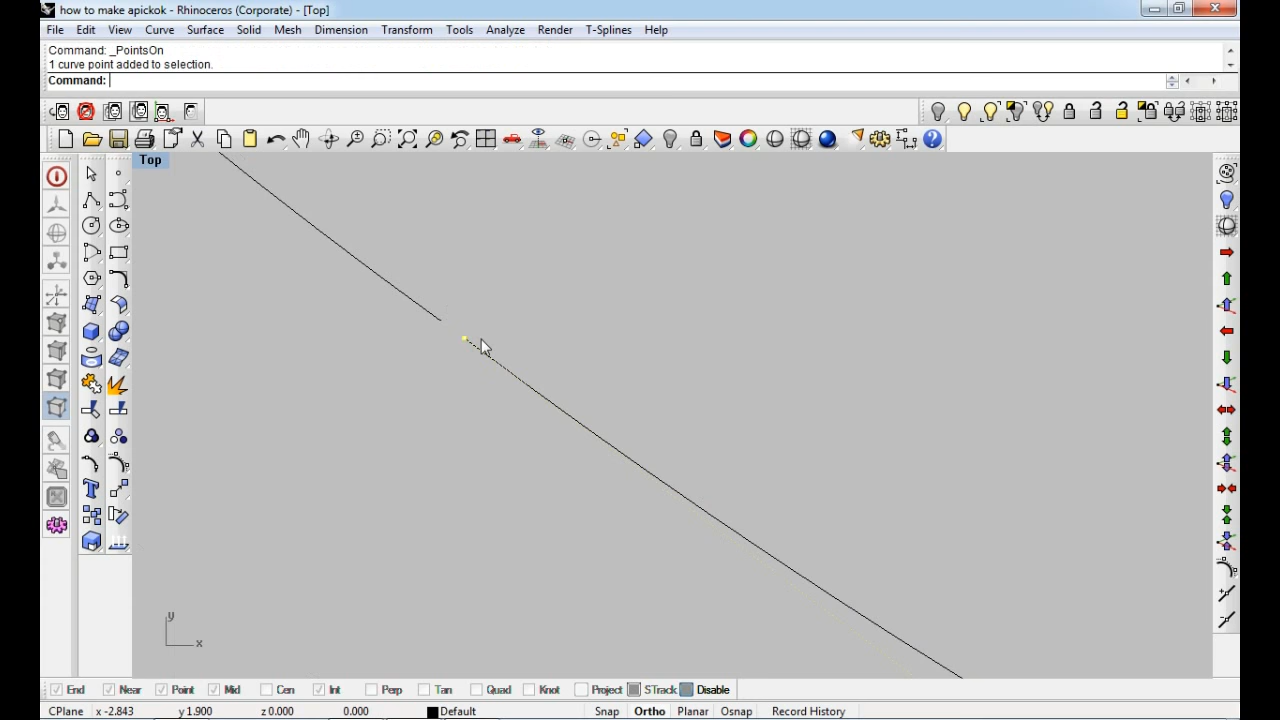 how to make apickok - Rhinoceros (Corporate) - [Top]
File Edit View Curve Surface Solid Mesh Dimension Transform Tools Analyze Render T-Splines Help
Command: _PointsOn
1 curve point added to selection.
Command:
Top
y
x
End Near Point Mid Cen Int Perp Tan Quad Knot Project STrack Disable
CPlane x -2.843 y 1.900 z 0.000 0.000 Default Snap Ortho Planar Osnap Record History